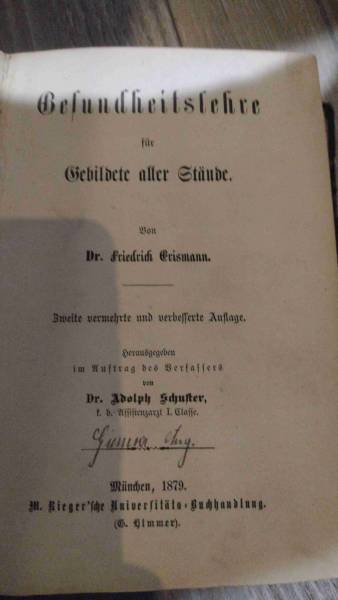 Gesundheitslehre
für
Gebildete aller Stände.
Von
Dr. Friedrich Erismann.
Zweite vermehrte und verbesserte Auflage.
Herausgegeben
im Auftrag des Verfassers
von
Dr. Adolph Schuster,
k. b. Assistenzarzt I. Classe.
München, 1879.
M. Rieger'sche Universitäts-Buchhandlung.
(G. Himmer).